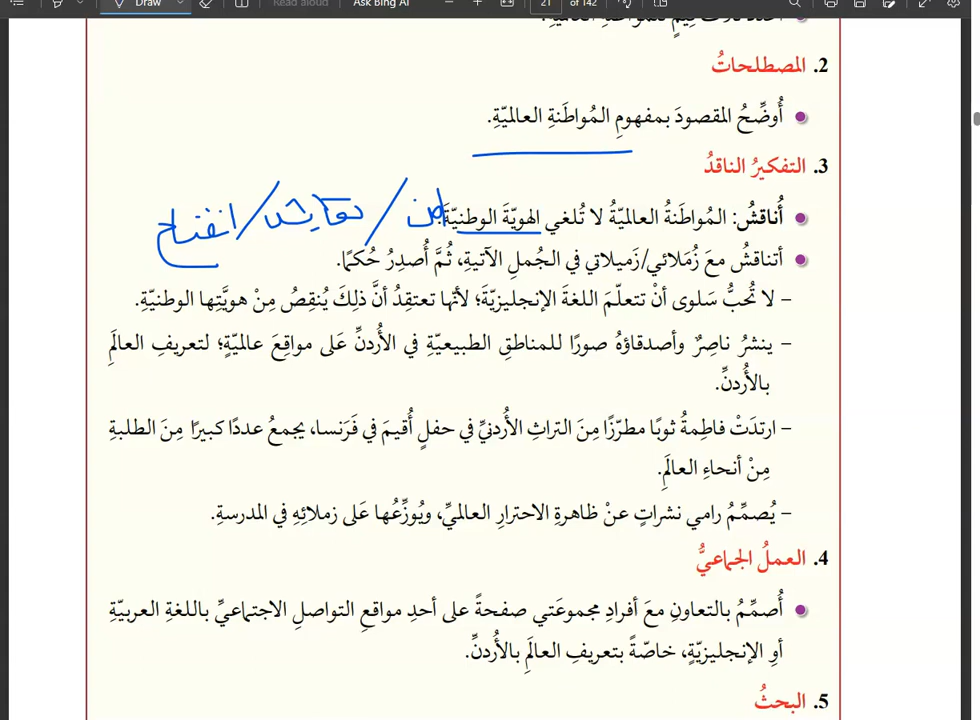 Draw
Read aloud
Ask Bing AI
21 of 142
2. المصطلحاتُ
أُوضِّحُ المقصودَ بمفهومِ المُواطَنةِ العالميّةِ.
3. التفكيرُ الناقدُ
أُناقشُ: المُواطَنةُ العالميّةُ لا تُلغي الهويّةَ الوطنيّةَ.
/ / انفتاح
أتناقشُ معَ زُمَلائي/زَميلاتي في الجُملِ الآتيةِ، ثُمَّ أُصدِرُ حُكمًا.
– لا تُحبُّ سَلوى أنْ تتعلّمَ اللغةَ الإنجليزيّةَ؛ لأنّها تعتقِدُ أنَّ ذلِكَ يُنقِصُ مِنْ هويَّتِها الوطنيّةِ.
– ينشرُ ناصِرٌ وأصدقاؤهُ صورًا للمناطقِ الطبيعيّةِ في الأُردنِّ عَلى مواقِعَ عالميّةٍ؛ لتعريفِ العالَمِ
بالأُردنِّ.
– ارتدَتْ فاطِمةُ ثوبًا مطرّزًا مِنَ التراثِ الأُردنيِّ في حفلٍ أُقيمَ في فَرَنسا، يجمعُ عددًا كبيرًا مِنَ الطلبةِ
مِنْ أنحاءِ العالَمِ.
– يُصمِّمُ رامي نشراتٍ عنْ ظاهرةِ الاحترارِ العالميِّ، ويُوزِّعُها عَلى زملائِهِ في المدرسةِ.
4. العملُ الجماعيُّ
أُصمِّمُ بالتعاونِ معَ أفرادِ مجموعَتي صفحةً على أحدِ مواقعِ التواصلِ الاجتماعيِّ باللغةِ العربيّةِ
أوِ الإنجليزيّةٍ، خاصّةً بتعريفِ العالَمِ بالأُردنِّ.
5. البحثُ